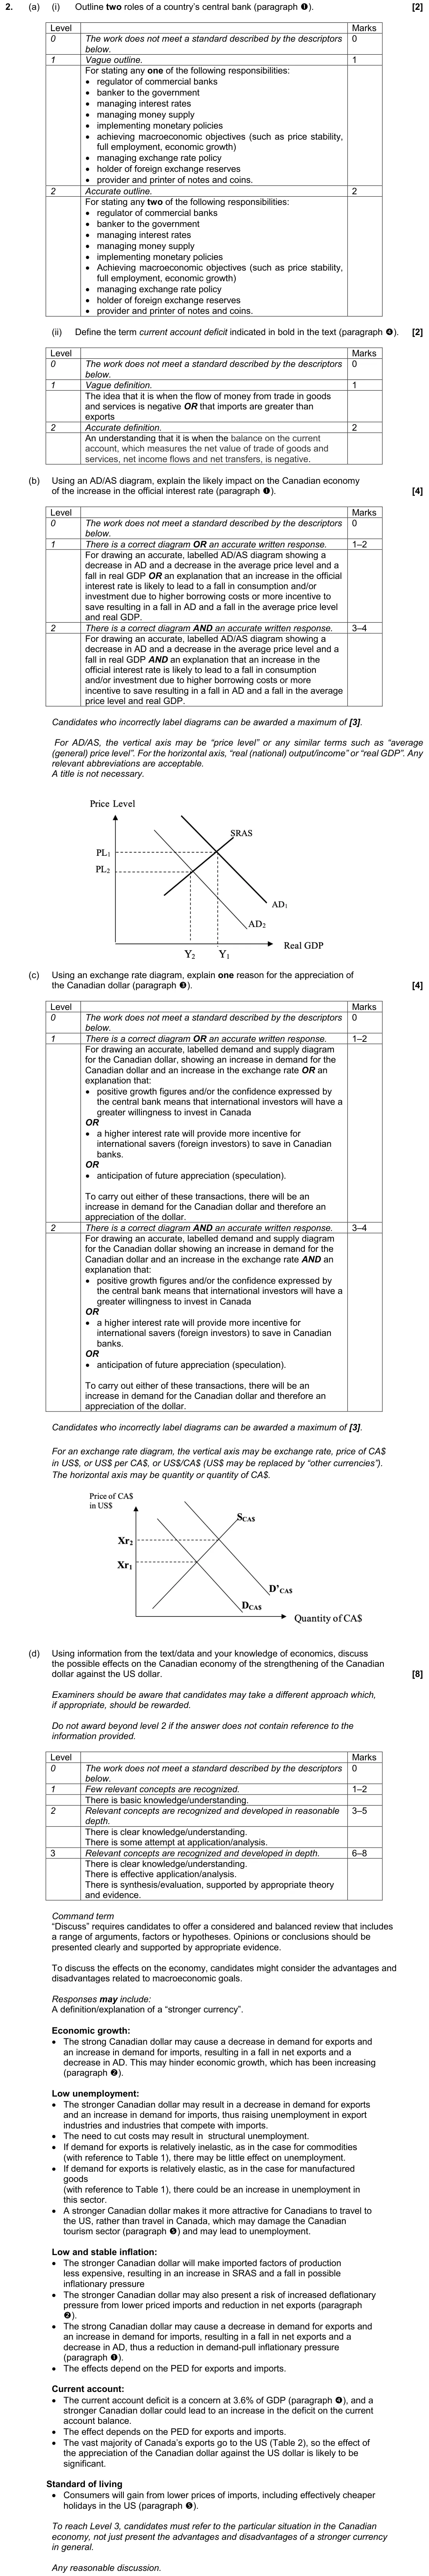 2. (a) (i) Outline two roles of a country's central bank (paragraph ❶). [2]
Level Marks
0 The work does not meet a standard described by the descriptors 0
below.
1 Vague outline. 1
For stating any one of the following responsibilities:
• regulator of commercial banks
• banker to the government
• managing interest rates
• managing money supply
• implementing monetary policies
• achieving macroeconomic objectives (such as price stability,
full employment, economic growth)
• managing exchange rate policy
• holder of foreign exchange reserves
• provider and printer of notes and coins.
2 Accurate outline. 2
For stating any two of the following responsibilities:
• regulator of commercial banks
• banker to the government
• managing interest rates
• managing money supply
• implementing monetary policies
• Achieving macroeconomic objectives (such as price stability,
full employment, economic growth)
• managing exchange rate policy
• holder of foreign exchange reserves
• provider and printer of notes and coins.
(ii) Define the term current account deficit indicated in bold in the text (paragraph ❹). [2]
Level Marks
0 The work does not meet a standard described by the descriptors 0
below.
1 Vague definition. 1
The idea that it is when the flow of money from trade in goods
and services is negative OR that imports are greater than
exports
2 Accurate definition. 2
An understanding that it is when the balance on the current
account, which measures the net value of trade of goods and
services, net income flows and net transfers, is negative.
(b) Using an AD/AS diagram, explain the likely impact on the Canadian economy
of the increase in the official interest rate (paragraph ❶). [4]
Level Marks
0 The work does not meet a standard described by the descriptors 0
below.
1 There is a correct diagram OR an accurate written response. 1–2
For drawing an accurate, labelled AD/AS diagram showing a
decrease in AD and a decrease in the average price level and a
fall in real GDP OR an explanation that an increase in the official
interest rate is likely to lead to a fall in consumption and/or
investment due to higher borrowing costs or more incentive to
save resulting in a fall in AD and a fall in the average price level
and real GDP.
2 There is a correct diagram AND an accurate written response. 3–4
For drawing an accurate, labelled AD/AS diagram showing a
decrease in AD and a decrease in the average price level and a
fall in real GDP AND an explanation that an increase in the
official interest rate is likely to lead to a fall in consumption
and/or investment due to higher borrowing costs or more
incentive to save resulting in a fall in AD and a fall in the average
price level and real GDP.
Candidates who incorrectly label diagrams can be awarded a maximum of [3].
For AD/AS, the vertical axis may be "price level" or any similar terms such as "average
(general) price level". For the horizontal axis, "real (national) output/income" or "real GDP". Any
relevant abbreviations are acceptable.
A title is not necessary.
Price Level
SRAS
PL1
PL2
AD1
AD2
Real GDP
Y2 Y1
(c) Using an exchange rate diagram, explain one reason for the appreciation of
the Canadian dollar (paragraph ❸). [4]
Level Marks
0 The work does not meet a standard described by the descriptors 0
below.
1 There is a correct diagram OR an accurate written response. 1–2
For drawing an accurate, labelled demand and supply diagram
for the Canadian dollar, showing an increase in demand for the
Canadian dollar and an increase in the exchange rate OR an
explanation that:
• positive growth figures and/or the confidence expressed by
the central bank means that international investors will have a
greater willingness to invest in Canada
OR
• a higher interest rate will provide more incentive for
international savers (foreign investors) to save in Canadian
banks.
OR
• anticipation of future appreciation (speculation).
To carry out either of these transactions, there will be an
increase in demand for the Canadian dollar and therefore an
appreciation of the dollar.
2 There is a correct diagram AND an accurate written response. 3–4
For drawing an accurate, labelled demand and supply diagram
for the Canadian dollar showing an increase in demand for the
Canadian dollar and an increase in the exchange rate AND an
explanation that:
• positive growth figures and/or the confidence expressed by
the central bank means that international investors will have a
greater willingness to invest in Canada
OR
• a higher interest rate will provide more incentive for
international savers (foreign investors) to save in Canadian
banks.
OR
• anticipation of future appreciation (speculation).
To carry out either of these transactions, there will be an
increase in demand for the Canadian dollar and therefore an
appreciation of the dollar.
Candidates who incorrectly label diagrams can be awarded a maximum of [3].
For an exchange rate diagram, the vertical axis may be exchange rate, price of CA$
in US$, or US$ per CA$, or US$/CA$ (US$ may be replaced by "other currencies").
The horizontal axis may be quantity or quantity of CA$.
Price of CA$
in US$
SCA$
Xr2
Xr1
D'CA$
DCA$
Quantity of CA$
(d) Using information from the text/data and your knowledge of economics, discuss
the possible effects on the Canadian economy of the strengthening of the Canadian
dollar against the US dollar. [8]
Examiners should be aware that candidates may take a different approach which,
if appropriate, should be rewarded.
Do not award beyond level 2 if the answer does not contain reference to the
information provided.
Level Marks
0 The work does not meet a standard described by the descriptors 0
below.
1 Few relevant concepts are recognized. 1–2
There is basic knowledge/understanding.
2 Relevant concepts are recognized and developed in reasonable 3–5
depth.
There is clear knowledge/understanding.
There is some attempt at application/analysis.
3 Relevant concepts are recognized and developed in depth. 6–8
There is clear knowledge/understanding.
There is effective application/analysis.
There is synthesis/evaluation, supported by appropriate theory
and evidence.
Command term
"Discuss" requires candidates to offer a considered and balanced review that includes
a range of arguments, factors or hypotheses. Opinions or conclusions should be
presented clearly and supported by appropriate evidence.
To discuss the effects on the economy, candidates might consider the advantages and
disadvantages related to macroeconomic goals.
Responses may include:
A definition/explanation of a "stronger currency".
Economic growth:
• The strong Canadian dollar may cause a decrease in demand for exports and
an increase in demand for imports, resulting in a fall in net exports and a
decrease in AD. This may hinder economic growth, which has been increasing
(paragraph ❷).
Low unemployment:
• The stronger Canadian dollar may result in a decrease in demand for exports
and an increase in demand for imports, thus raising unemployment in export
industries and industries that compete with imports.
• The need to cut costs may result in structural unemployment.
• If demand for exports is relatively inelastic, as in the case for commodities
(with reference to Table 1), there may be little effect on unemployment.
• If demand for exports is relatively elastic, as in the case for manufactured
goods
(with reference to Table 1), there could be an increase in unemployment in
this sector.
• A stronger Canadian dollar makes it more attractive for Canadians to travel to
the US, rather than travel in Canada, which may damage the Canadian
tourism sector (paragraph ❺) and may lead to unemployment.
Low and stable inflation:
• The stronger Canadian dollar will make imported factors of production
less expensive, resulting in an increase in SRAS and a fall in possible
inflationary pressure
• The stronger Canadian dollar may also present a risk of increased deflationary
pressure from lower priced imports and reduction in net exports (paragraph
❷).
• The strong Canadian dollar may cause a decrease in demand for exports and
an increase in demand for imports, resulting in a fall in net exports and a
decrease in AD, thus a reduction in demand-pull inflationary pressure
(paragraph ❶).
• The effects depend on the PED for exports and imports.
Current account:
• The current account deficit is a concern at 3.6% of GDP (paragraph ❹), and a
stronger Canadian dollar could lead to an increase in the deficit on the current
account balance.
• The effect depends on the PED for exports and imports.
• The vast majority of Canada's exports go to the US (Table 2), so the effect of
the appreciation of the Canadian dollar against the US dollar is likely to be
significant.
Standard of living
• Consumers will gain from lower prices of imports, including effectively cheaper
holidays in the US (paragraph ❺).
To reach Level 3, candidates must refer to the particular situation in the Canadian
economy, not just present the advantages and disadvantages of a stronger currency
in general.
Any reasonable discussion.